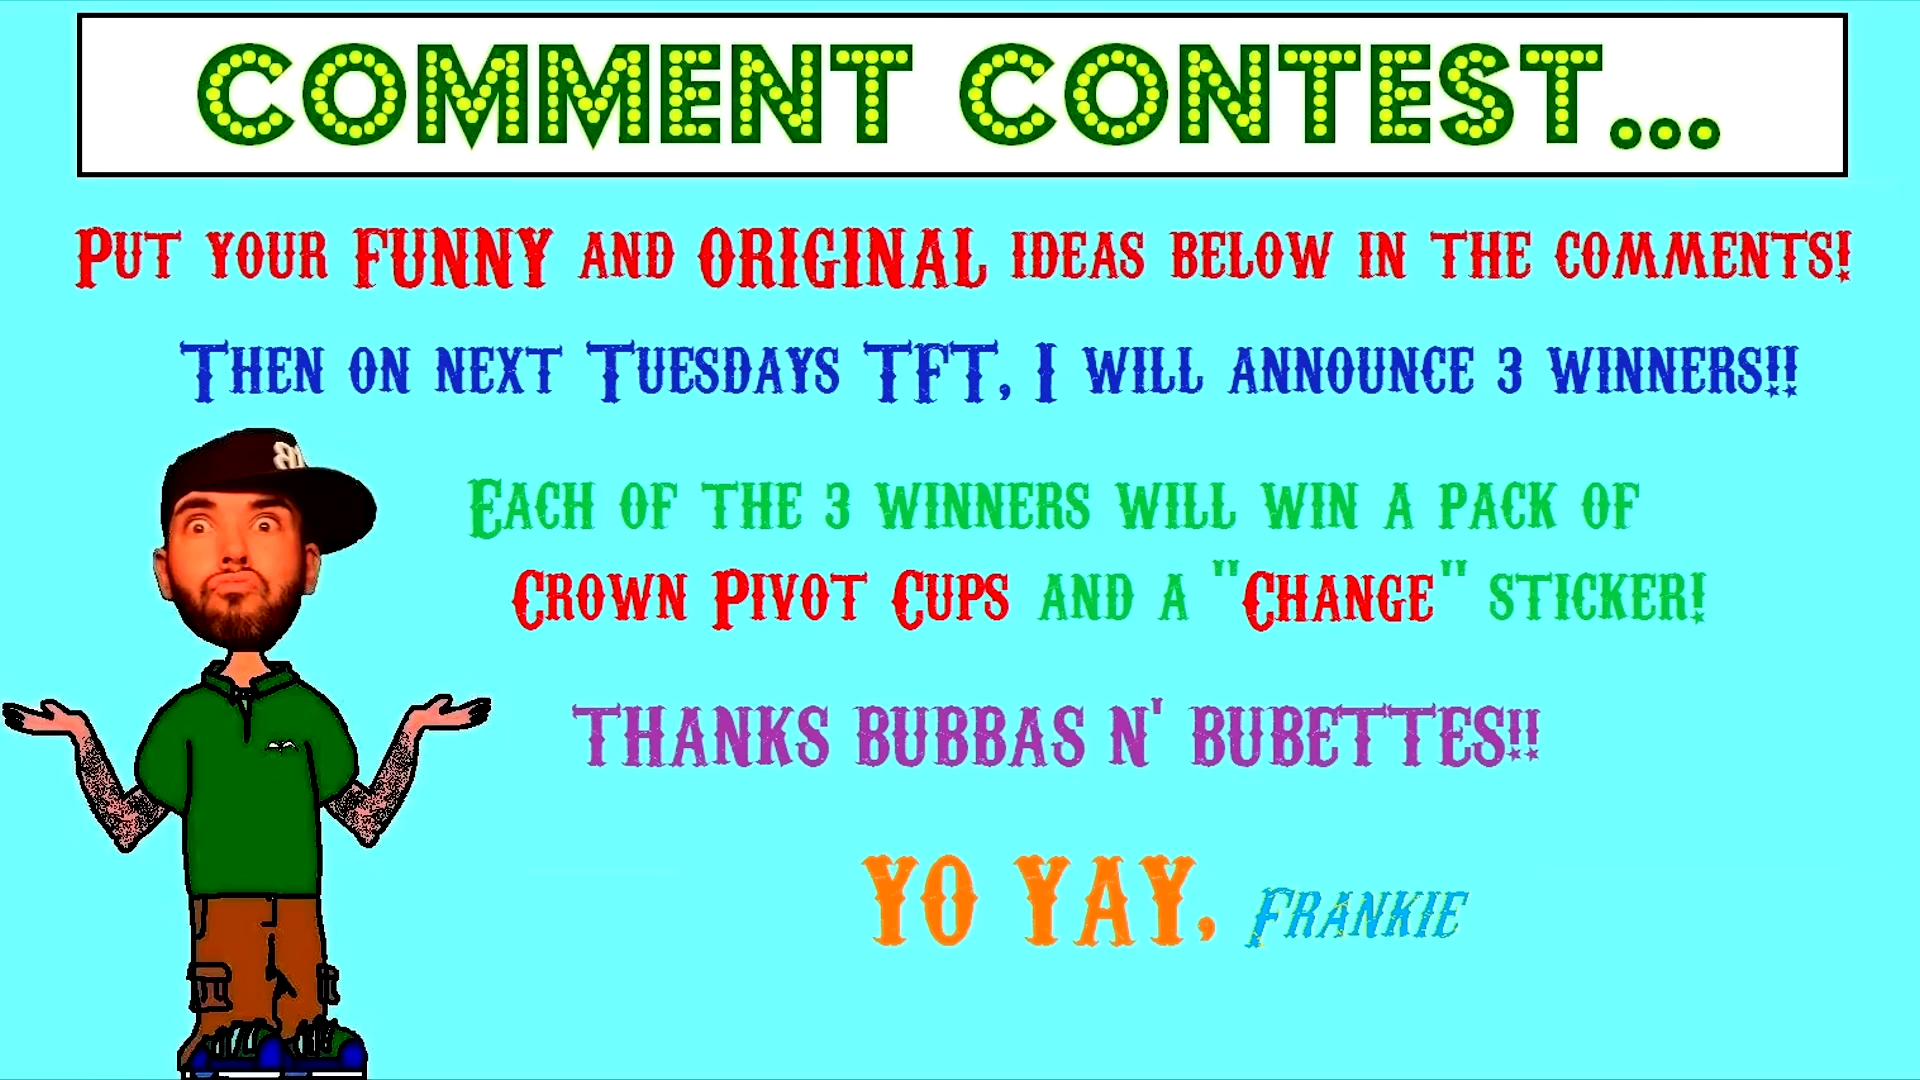 COMMENT CONTEST...
PUT YOUR FUNNY AND ORIGINAL IDEAS BELOW IN THE COMMENTS!
THEN ON NEXT TUESDAYS TFT, I WILL ANNOUNCE 3 WINNERS!!
EACH OF THE 3 WINNERS WILL WIN A PACK OF
CROWN PIVOT CUPS AND A "CHANGE" STICKER!
THANKS BUBBAS N' BUBETTES!!
YO YAY, FRANKIE